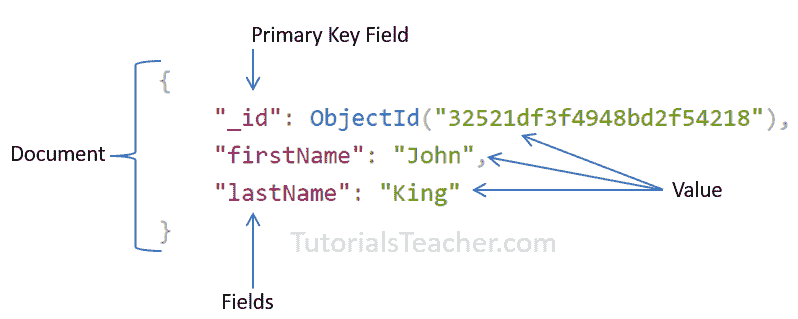 Primary Key Field
{
"_id": ObjectId("32521df3f4948bd2f54218"),
Document
"firstName": "John",
"lastName": "King"
Value
}
TutorialsTeacher.com
Fields